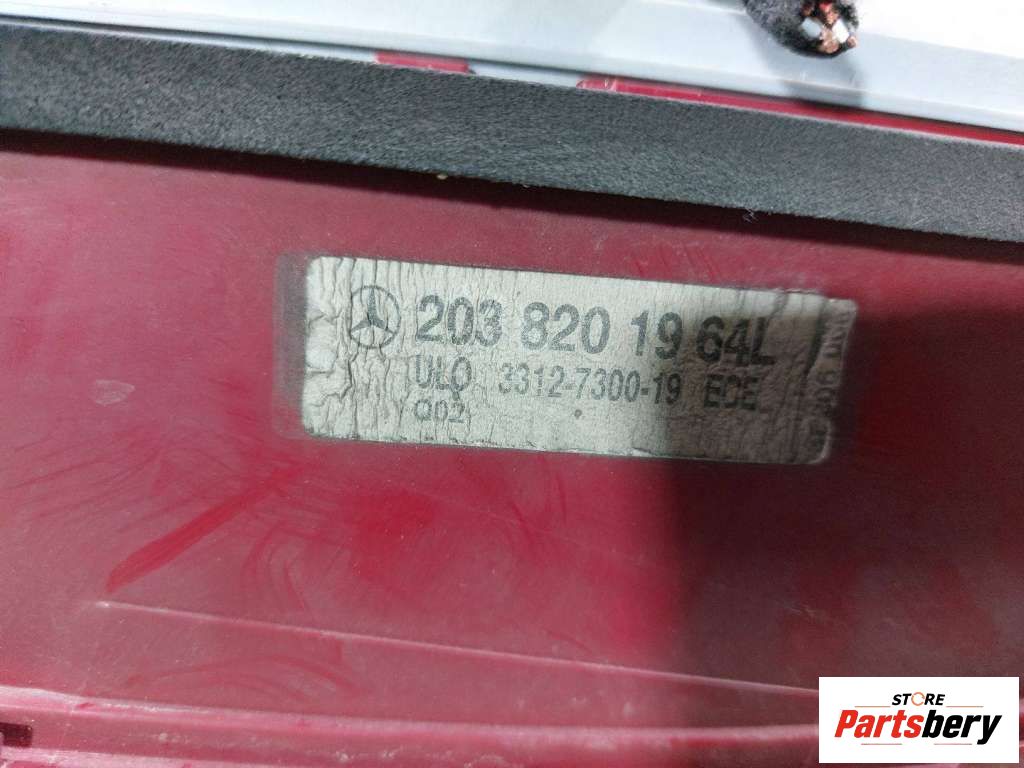 203 820 19 64L
ULO 3312-7300-19 ECE
Q02
STORE
Partsbery